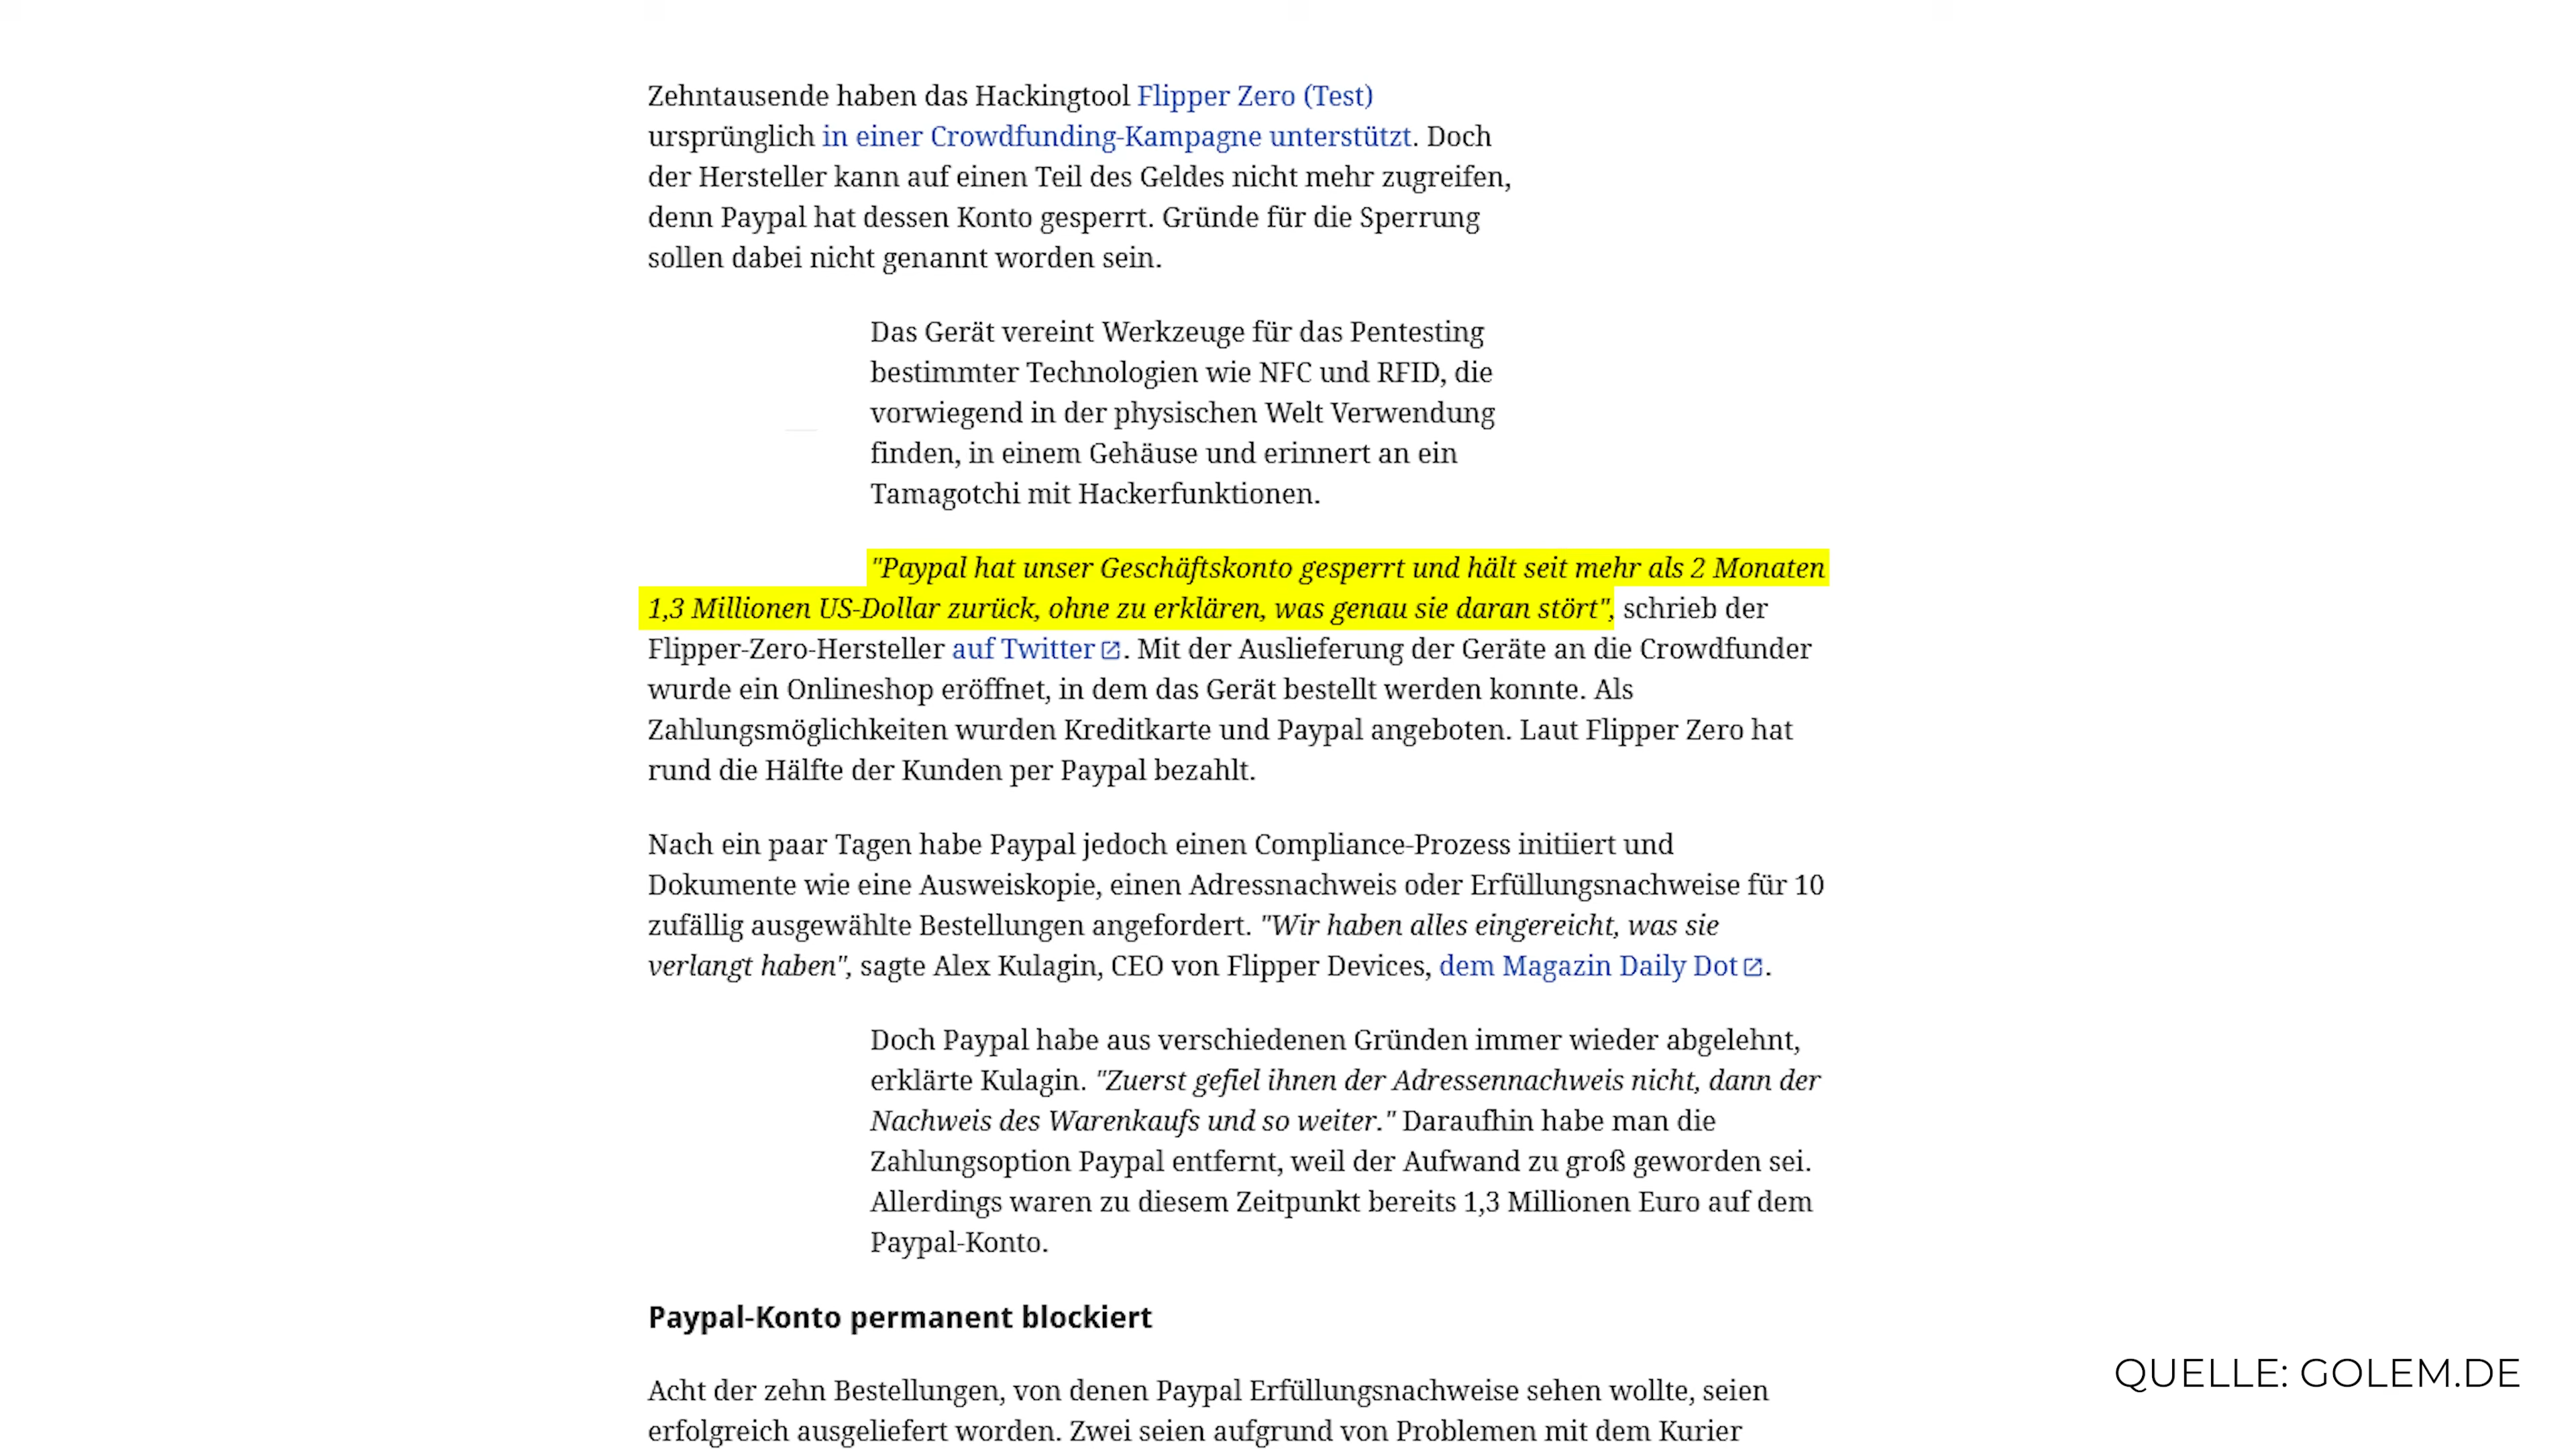 Zehntausende haben das Hackingtool Flipper Zero (Test)
ursprünglich in einer Crowdfunding-Kampagne unterstützt. Doch
der Hersteller kann auf einen Teil des Geldes nicht mehr zugreifen,
denn Paypal hat dessen Konto gesperrt. Gründe für die Sperrung
sollen dabei nicht genannt worden sein.
Das Gerät vereint Werkzeuge für das Pentesting
bestimmter Technologien wie NFC und RFID, die
vorwiegend in der physischen Welt Verwendung
finden, in einem Gehäuse und erinnert an ein
Tamagotchi mit Hackerfunktionen.
"Paypal hat unser Geschäftskonto gesperrt und hält seit mehr als 2 Monaten
1,3 Millionen US-Dollar zurück, ohne zu erklären, was genau sie daran stört", schrieb der
Flipper-Zero-Hersteller auf Twitter. Mit der Auslieferung der Geräte an die Crowdfunder
wurde ein Onlineshop eröffnet, in dem das Gerät bestellt werden konnte. Als
Zahlungsmöglichkeiten wurden Kreditkarte und Paypal angeboten. Laut Flipper Zero hat
rund die Hälfte der Kunden per Paypal bezahlt.
Nach ein paar Tagen habe Paypal jedoch einen Compliance-Prozess initiiert und
Dokumente wie eine Ausweiskopie, einen Adressnachweis oder Erfüllungsnachweise für 10
zufällig ausgewählte Bestellungen angefordert. "Wir haben alles eingereicht, was sie
verlangt haben", sagte Alex Kulagin, CEO von Flipper Devices, dem Magazin Daily Dot.
Doch Paypal habe aus verschiedenen Gründen immer wieder abgelehnt,
erklärte Kulagin. "Zuerst gefiel ihnen der Adressennachweis nicht, dann der
Nachweis des Warenkaufs und so weiter." Daraufhin habe man die
Zahlungsoption Paypal entfernt, weil der Aufwand zu groß geworden sei.
Allerdings waren zu diesem Zeitpunkt bereits 1,3 Millionen Euro auf dem
Paypal-Konto.
Paypal-Konto permanent blockiert
Acht der zehn Bestellungen, von denen Paypal Erfüllungsnachweise sehen wollte, seien
erfolgreich ausgeliefert worden. Zwei seien aufgrund von Problemen mit dem Kurier
QUELLE: GOLEM.DE